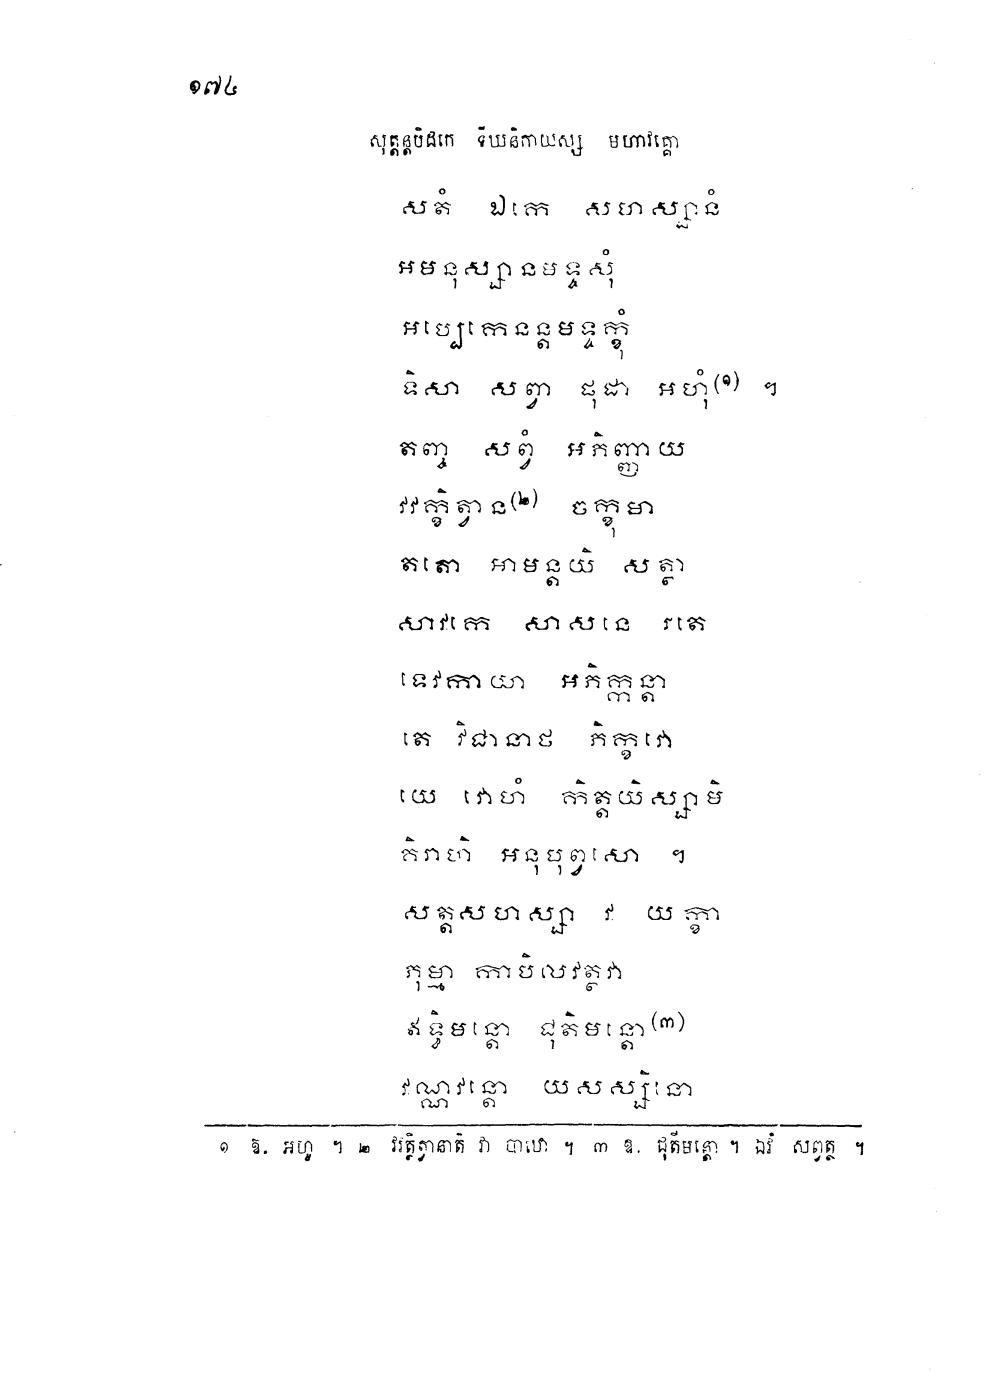 ១៧៤
សុត្តន្តបិដកេ ទីឃនិកាយស្ស មហាវគ្គោ
សតំ ឯកេ សហស្សានំ
អមនុស្សានមទ្ទសុំ
អប្បេកេនន្តមទ្ទក្ខុំ
ទិសា សព្វា ផុដា អហុំ(១) ។
តញ្ច សព្វំ អភិញ្ញាយ
វវក្ខិត្វាន(២) ចក្ខុមា
តតោ អាមន្តយិ សត្ថា
សាវកេ សាសនេ រតេ
ទេវកាយា អភិក្កន្តា
តេ វិជានាថ ភិក្ខវោ
យេ វោហំ កិត្តយិស្សាមិ
គិរាហិ អនុបុព្វសោ ។
សត្តសហស្សា វ យក្ខា
ភុម្មា កាបិលវត្ថវា
ឥទ្ធិមន្តោ ជុតិមន្តោ(៣)
វណ្ណវន្តោ យសស្សិនោ
១ ឱ. អហូ ។ ២ វវត្ថិត្វានាតិ វា បាឋោ ។ ៣ ឱ. ជុតីមន្តោ ។ ឯវំ សព្វត្ថ ។